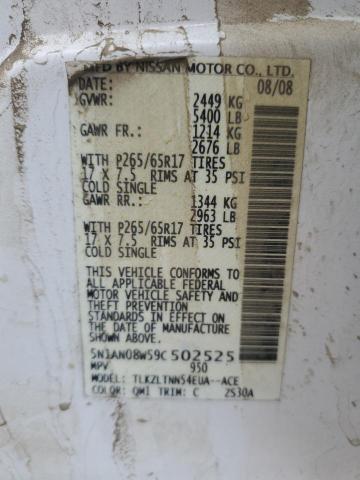 MFD BY NISSAN MOTOR CO., LTD.
DATE: 08/08
GVWR: 2449 KG
5400 LB
GAWR FR.: 1214 KG
2676 LB
WITH P265/65R17 TIRES
17 X 7.5 RIMS AT 35 PSI
COLD SINGLE
GAWR RR.: 1344 KG
2963 LB
WITH P265/65R17 TIRES
17 X 7.5 RIMS AT 35 PSI
COLD SINGLE
THIS VEHICLE CONFORMS TO
ALL APPLICABLE FEDERAL
MOTOR VEHICLE SAFETY AND
THEFT PREVENTION
STANDARDS IN EFFECT ON
THE DATE OF MANUFACTURE
SHOWN ABOVE.
5N1AN08W59C502525
MPV 950
MODEL: TLKZLTNN54EUA--ACE
COLOR: QM1 TRIM: C ZS30A